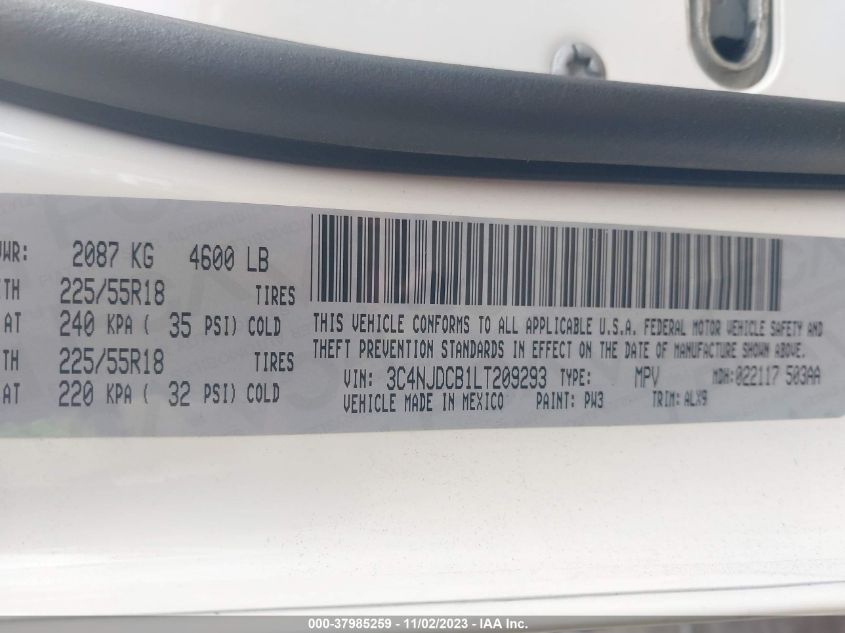 WR: 2087 KG 4600 LB
TH 225/55R18 TIRES
AT 240 KPA ( 35 PSI) COLD
TH 225/55R18 TIRES
AT 220 KPA ( 32 PSI) COLD
THIS VEHICLE CONFORMS TO ALL APPLICABLE U.S.A. FEDERAL MOTOR VEHICLE SAFETY AND
THEFT PREVENTION STANDARDS IN EFFECT ON THE DATE OF MANUFACTURE SHOWN ABOVE.
VIN: 3C4NJDCB1LT209293 TYPE: MPV MDH:022117 503AA
VEHICLE MADE IN MEXICO PAINT: PW3 TRIM: ALX9
000-37985259 - 11/02/2023 - IAA Inc.